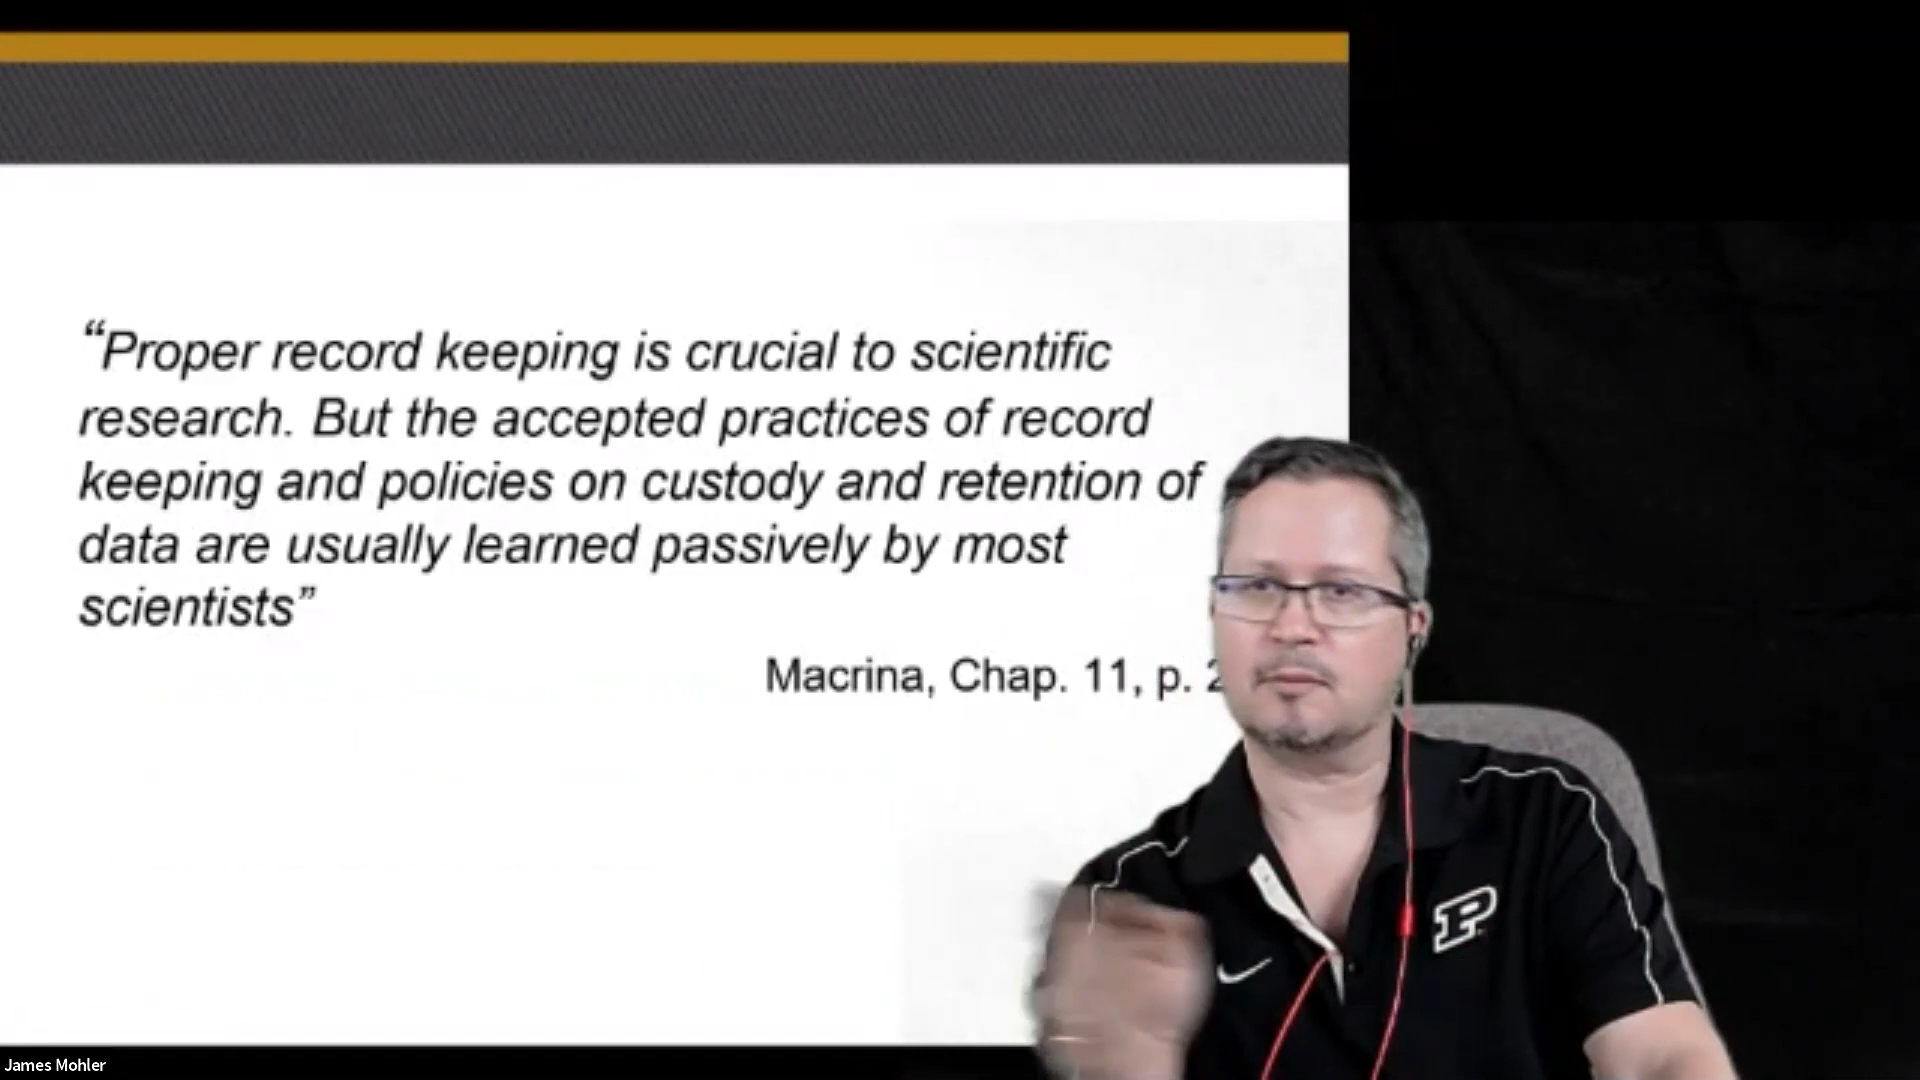 “Proper record keeping is crucial to scientific
research. But the accepted practices of record
keeping and policies on custody and retention of
data are usually learned passively by most
scientists”
Macrina, Chap. 11, p.
P
James Mohler